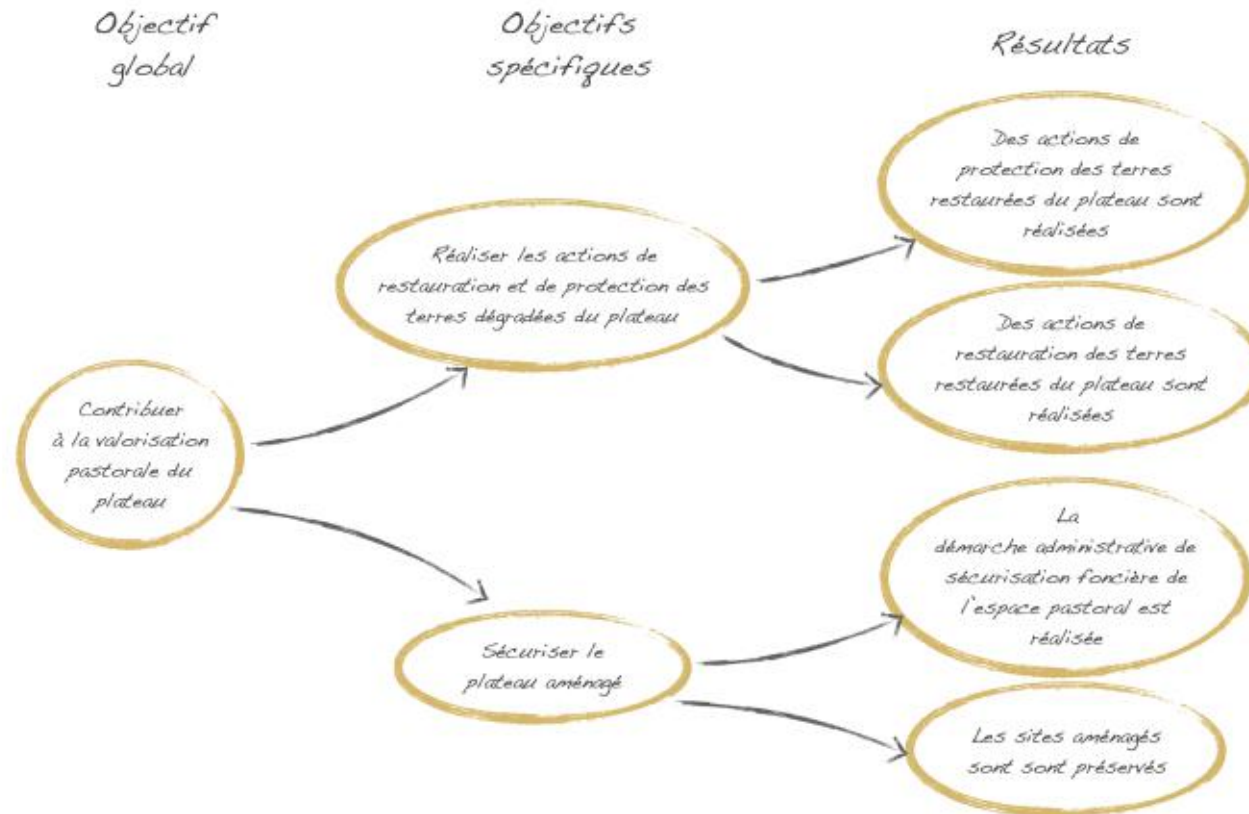 Objectif
global
Objectifs
spécifiques
Résultats
Des actions de
protection des terres
restaurées du plateau sont
réalisées
Réaliser les actions de
restauration et de protection des
terres dégradées du plateau
Des actions de
restauration des terres
restaurées du plateau sont
réalisées
Contribuer
à la valorisation
pastorale du
plateau
La
démarche administrative de
sécurisation foncière de
l'espace pastoral est
réalisée
Sécuriser le
plateau aménagé
Les sites aménagés
sont sont préservés